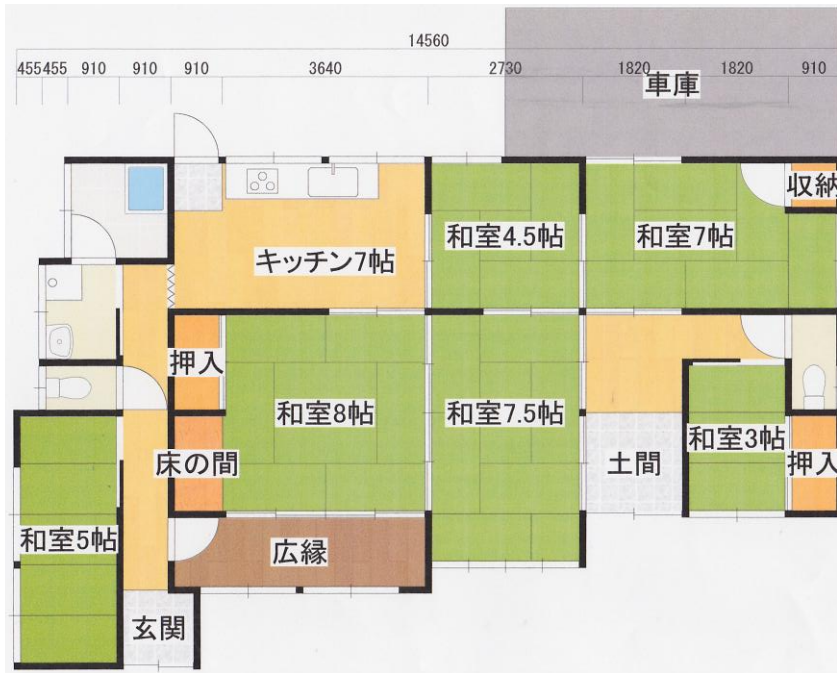 14560
455 455 910 910 910 3640 2730 1820 1820 910
車庫
収納
和室4.5帖
和室7帖
キッチン7帖
押入
和室8帖
和室7.5帖
和室3帖
床の間
土間
押入
和室5帖
広縁
玄関